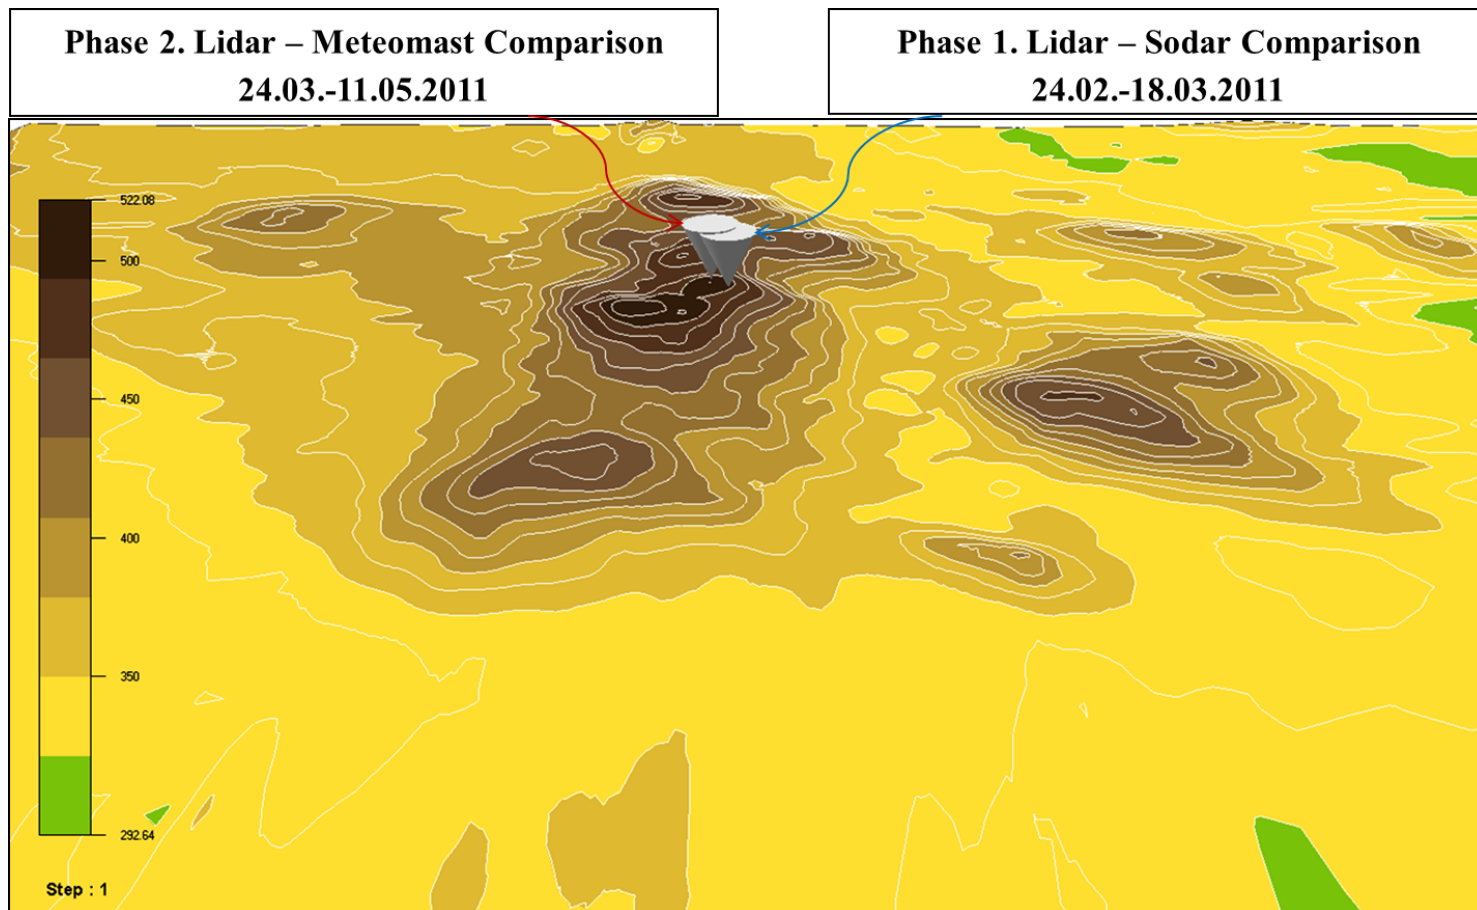 Phase 2. Lidar – Meteomast Comparison
24.03.-11.05.2011
Phase 1. Lidar – Sodar Comparison
24.02.-18.03.2011
522.08
500
450
400
350
292.64
Step : 1